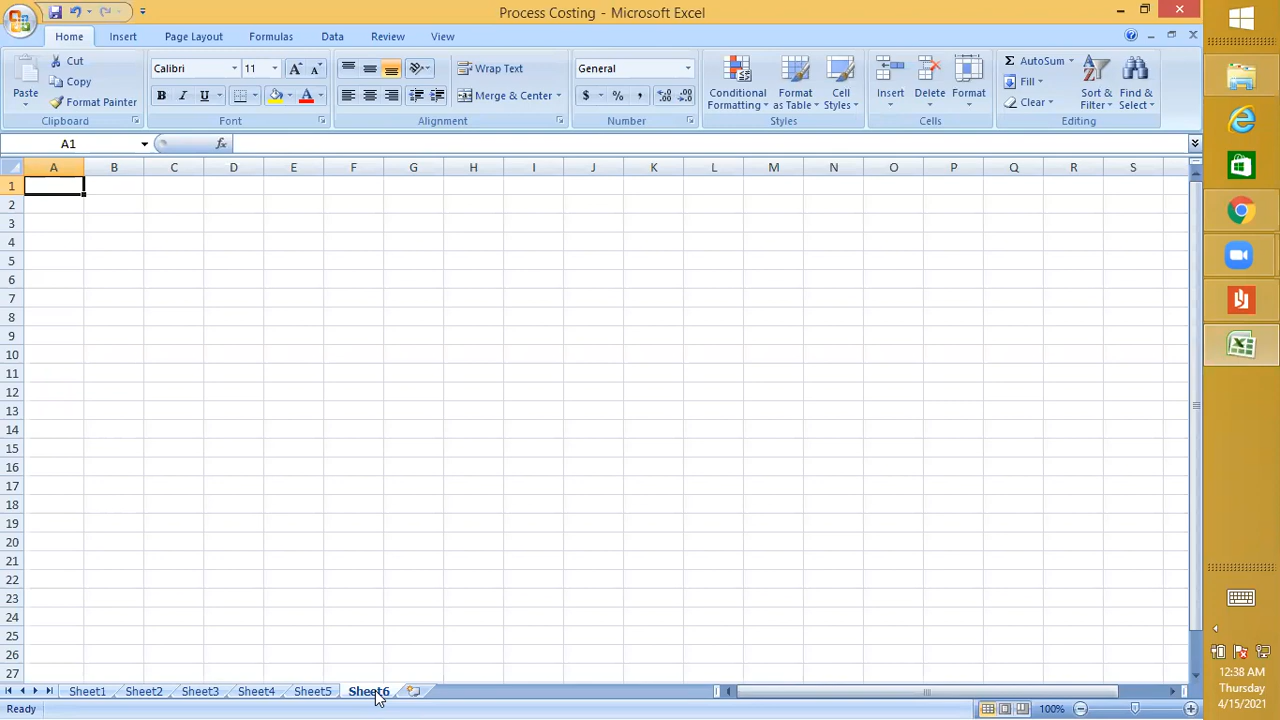 Process Costing - Microsoft Excel
Home Insert Page Layout Formulas Data Review View
Paste
Cut
Copy
Format Painter
Clipboard
Calibri 11
B I U
Font
Wrap Text
Merge & Center
Alignment
General
$ % ,
Number
Conditional Formatting
Format as Table
Cell Styles
Styles
Insert Delete Format
Cells
Σ AutoSum
Fill
Clear
Sort & Filter
Find & Select
Editing
A1 fx
A B C D E F G H I J K L M N O P Q R S
1
2
3
4
5
6
7
8
9
10
11
12
13
14
15
16
17
18
19
20
21
22
23
24
25
26
27
Sheet1 Sheet2 Sheet3 Sheet4 Sheet5 Sheet6
Ready 100%
12:38 AM
Thursday
4/15/2021